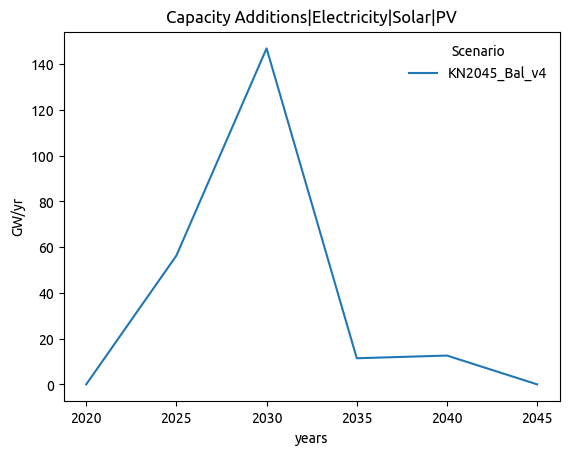 Capacity Additions|Electricity|Solar|PV
Scenario
KN2045_Bal_v4
GW/yr
140
120
100
80
60
40
20
0
2020 2025 2030 2035 2040 2045
years